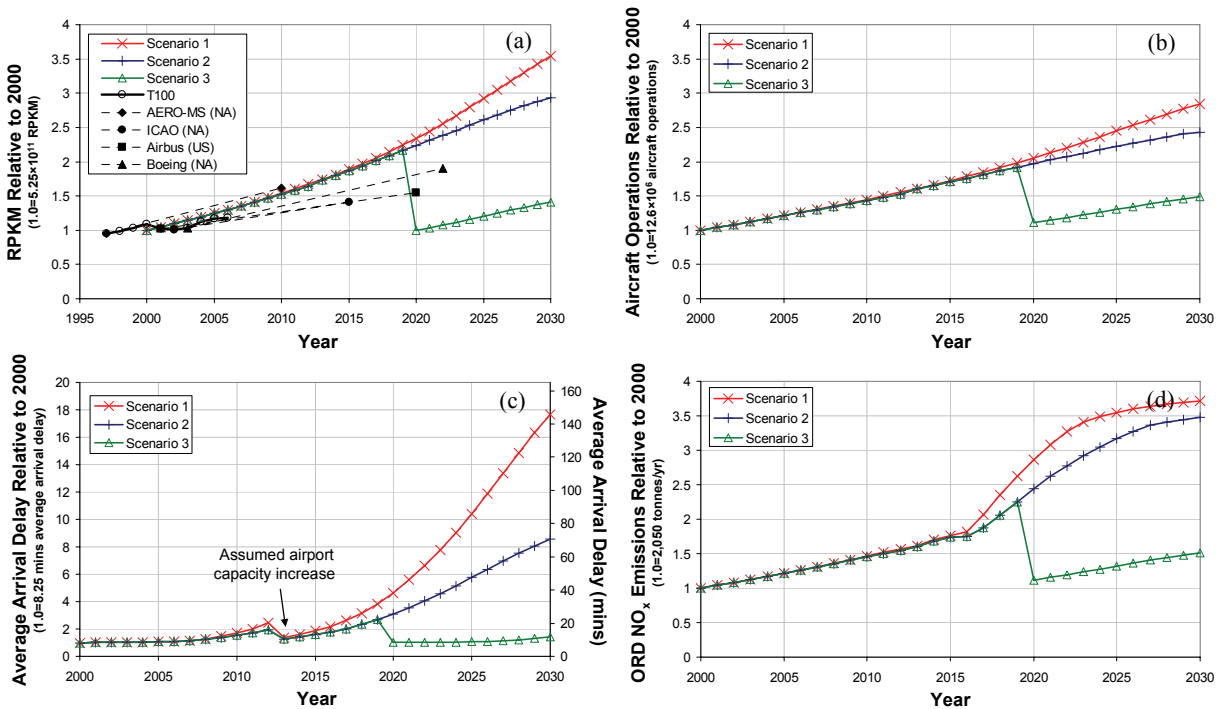 (a)
RPKM Relative to 2000
(1.0=5.25×10¹¹ RPKM)
4
3.5
3
2.5
2
1.5
1
0.5
0
Scenario 1
Scenario 2
Scenario 3
T100
AERO-MS (NA)
ICAO (NA)
Airbus (US)
Boeing (NA)
1995 2000 2005 2010 2015 2020 2025 2030
Year
(b)
Aircraft Operations Relative to 2000
(1.0=12.6×10⁶ aircraft operations)
4
3.5
3
2.5
2
1.5
1
0.5
0
Scenario 1
Scenario 2
Scenario 3
2000 2005 2010 2015 2020 2025 2030
Year
(c)
Average Arrival Delay Relative to 2000
(1.0=8.25 mins average arrival delay)
20
18
16
14
12
10
8
6
4
2
0
Scenario 1
Scenario 2
Scenario 3
Assumed airport
capacity increase
160
140
120
100
80
60
40
20
0
Average Arrival Delay (mins)
2000 2005 2010 2015 2020 2025 2030
Year
(d)
ORD NOₓ Emissions Relative to 2000
(1.0=2,050 tonnes/yr)
4
3.5
3
2.5
2
1.5
1
0.5
0
Scenario 1
Scenario 2
Scenario 3
2000 2005 2010 2015 2020 2025 2030
Year